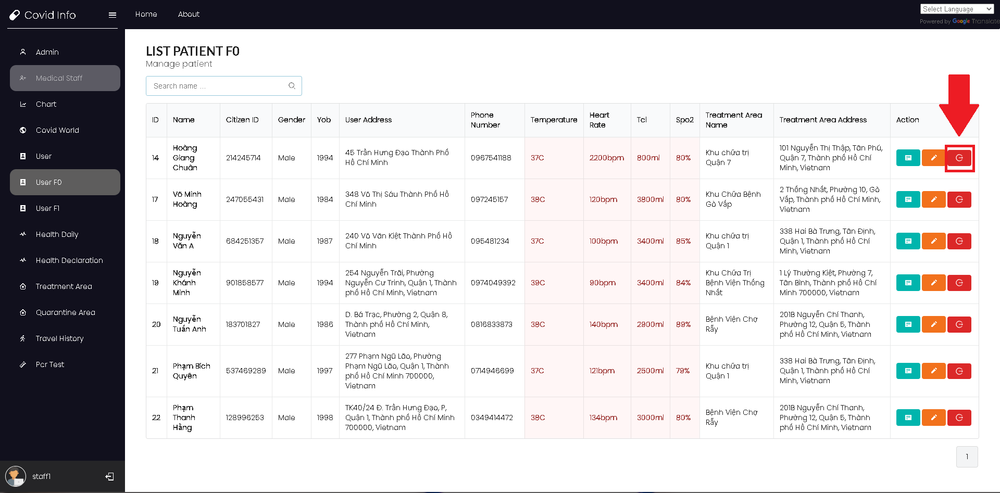 Covid Info
Home
About
Select Language
Powered by Google Translate
Admin
Medical Staff
Chart
Covid World
User
User F0
User F1
Health Daily
Health Declaration
Treatment Area
Quarantine Area
Travel History
Pcr Test
staff1
LIST PATIENT F0
Manage patient
Search name ...
ID Name Citizen ID Gender Yob User Address Phone Number Temperature Heart Rate Tcl Spo2 Treatment Area Name Treatment Area Address Action
14 Hoàng Giang Chuẩn 214245714 Male 1994 45 Trần Hưng Đạo Thành Phố Hồ Chí Minh 0967541188 37C 2200bpm 800ml 80% Khu chữa trị Quận 7 101 Nguyễn Thị Thập, Tân Phú, Quận 7, Thành phố Hồ Chí Minh, Vietnam
17 Võ Minh Hoàng 247055431 Male 1984 348 Võ Thị Sáu Thành Phố Hồ Chí Minh 097245157 38C 120bpm 3800ml 80% Khu Chữa Bệnh Gò Vấp 2 Thống Nhất, Phường 10, Gò Vấp, Thành phố Hồ Chí Minh, Vietnam
18 Nguyễn Văn A 684251357 Male 1987 240 Võ Văn Kiệt Thành Phố Hồ Chí Minh 095481234 37C 100bpm 3400ml 85% Khu chữa trị Quận 1 338 Hai Bà Trưng, Tân Định, Quận 1, Thành phố Hồ Chí Minh, Vietnam
19 Nguyễn Khánh Minh 901858577 Male 1994 254 Nguyễn Trãi, Phường Nguyễn Cư Trinh, Quận 1, Thành phố Hồ Chí Minh, Vietnam 0974049392 39C 90bpm 3400ml 84% Khu Chữa Trị Bệnh Viện Thống Nhất 1 Lý Thường Kiệt, Phường 7, Tân Bình, Thành phố Hồ Chí Minh 700000, Vietnam
20 Nguyễn Tuấn Anh 183701827 Male 1986 D. Bá Trạc, Phường 2, Quận 8, Thành phố Hồ Chí Minh, Vietnam 0816833873 38C 140bpm 2900ml 89% Bệnh Viện Chợ Rẫy 201B Nguyễn Chí Thanh, Phường 12, Quận 5, Thành phố Hồ Chí Minh, Vietnam
21 Phạm Bích Quyên 537469289 Male 1997 277 Phạm Ngũ Lão, Phường Phạm Ngũ Lão, Quận 1, Thành phố Hồ Chí Minh 700000, Vietnam 0714946699 37C 121bpm 2500ml 79% Khu chữa trị Quận 1 338 Hai Bà Trưng, Tân Định, Quận 1, Thành phố Hồ Chí Minh, Vietnam
22 Phạm Thanh Hằng 128996253 Male 1998 TK40/24 Đ. Trần Hưng Đạo, P, Quận 1, Thành phố Hồ Chí Minh 700000, Vietnam 0349414472 38C 134bpm 3000ml 80% Bệnh Viện Chợ Rẫy 201B Nguyễn Chí Thanh, Phường 12, Quận 5, Thành phố Hồ Chí Minh, Vietnam
1